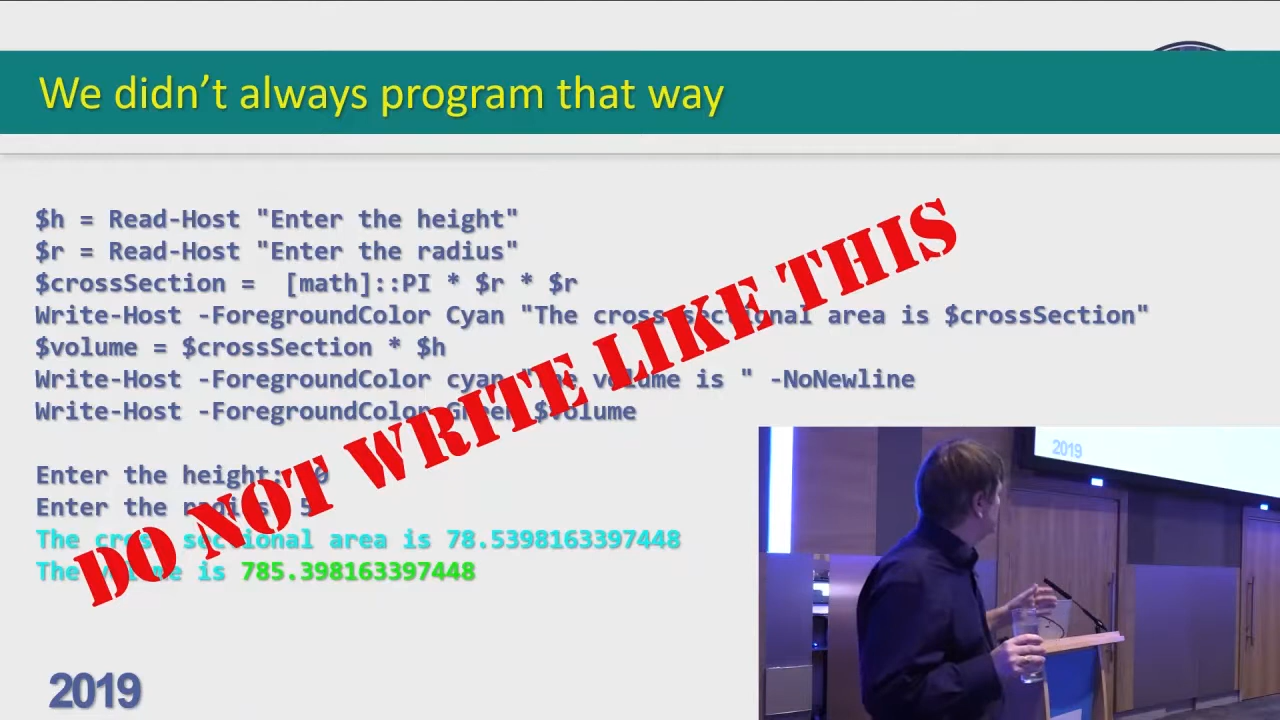 We didn't always program that way
$h = Read-Host "Enter the height"
$r = Read-Host "Enter the radius"
$crossSection =  [math]::PI * $r * $r
Write-Host -ForegroundColor Cyan "The cross sectional area is $crossSection"
$volume = $crossSection * $h
Write-Host -ForegroundColor cyan "The volume is " -NoNewline
Write-Host -ForegroundColor Green $volume
Enter the height: 10
Enter the radius: 5
The cross sectional area is 78.5398163397448
The volume is 785.398163397448
DO NOT WRITE LIKE THIS
2019
2019